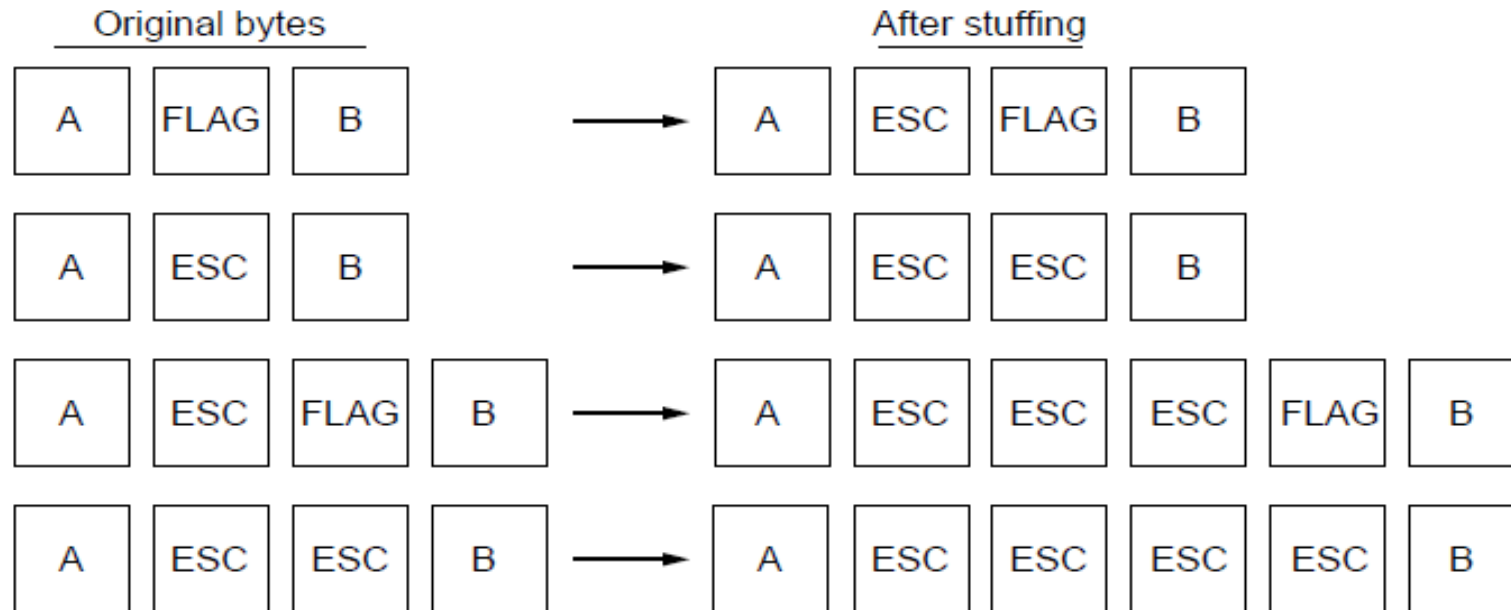 Original bytes After stuffing
A FLAG B A ESC FLAG B
A ESC B A ESC ESC B
A ESC FLAG B A ESC ESC ESC FLAG B
A ESC ESC B A ESC ESC ESC ESC B